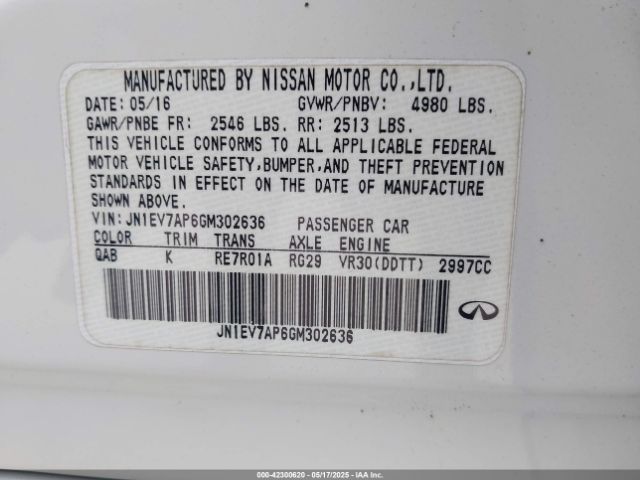 MANUFACTURED BY NISSAN MOTOR CO.,LTD.
DATE: 05/16 GVWR/PNBV: 4980 LBS.
GAWR/PNBE FR: 2546 LBS. RR: 2513 LBS.
THIS VEHICLE CONFORMS TO ALL APPLICABLE FEDERAL
MOTOR VEHICLE SAFETY,BUMPER,AND THEFT PREVENTION
STANDARDS IN EFFECT ON THE DATE OF MANUFACTURE
SHOWN ABOVE.
VIN: JN1EV7AP6GM302636 PASSENGER CAR
COLOR TRIM TRANS AXLE ENGINE
QAB K RE7R01A RG29 VR30(DDTT) 2997CC
JN1EV7AP6GM302636
000-42300620 - 05/17/2025 - IAAI.COM